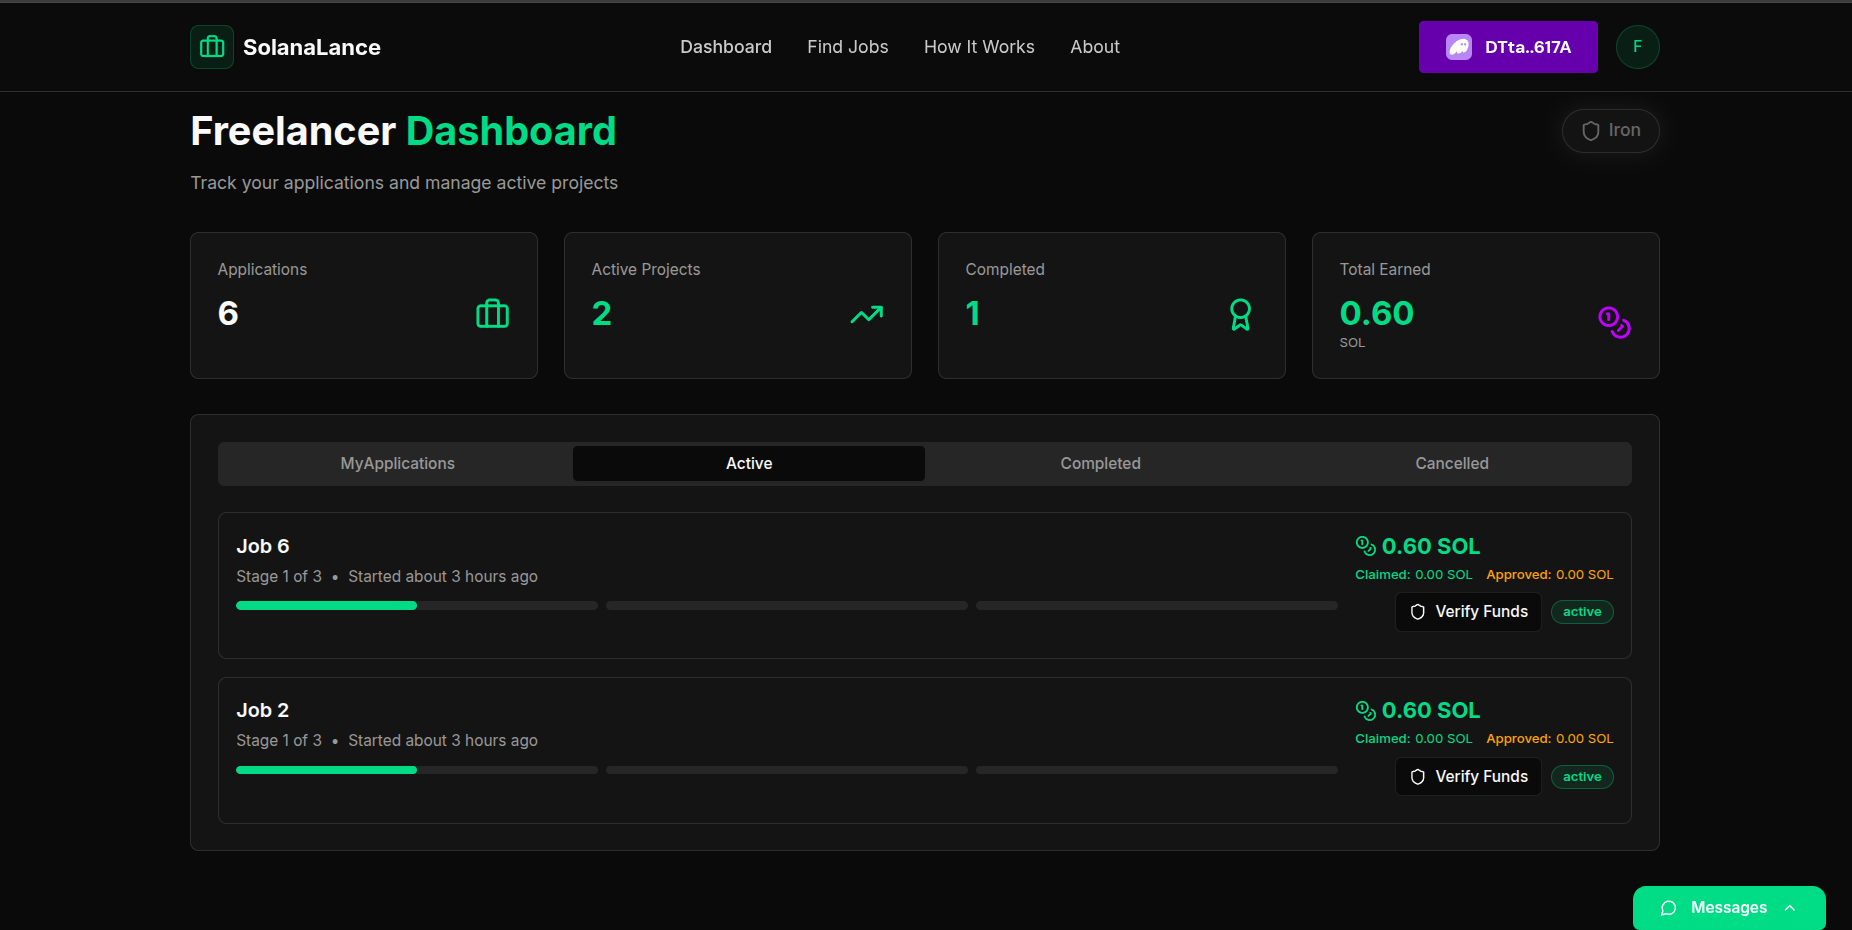 SolanaLance
Dashboard
Find Jobs
How It Works
About
DTta..617A
F
Freelancer Dashboard
Iron
Track your applications and manage active projects
Applications
6
Active Projects
2
Completed
1
Total Earned
0.60
SOL
MyApplications
Active
Completed
Cancelled
Job 6
0.60 SOL
Stage 1 of 3 • Started about 3 hours ago
Claimed: 0.00 SOL
Approved: 0.00 SOL
Verify Funds
active
Job 2
0.60 SOL
Stage 1 of 3 • Started about 3 hours ago
Claimed: 0.00 SOL
Approved: 0.00 SOL
Verify Funds
active
Messages